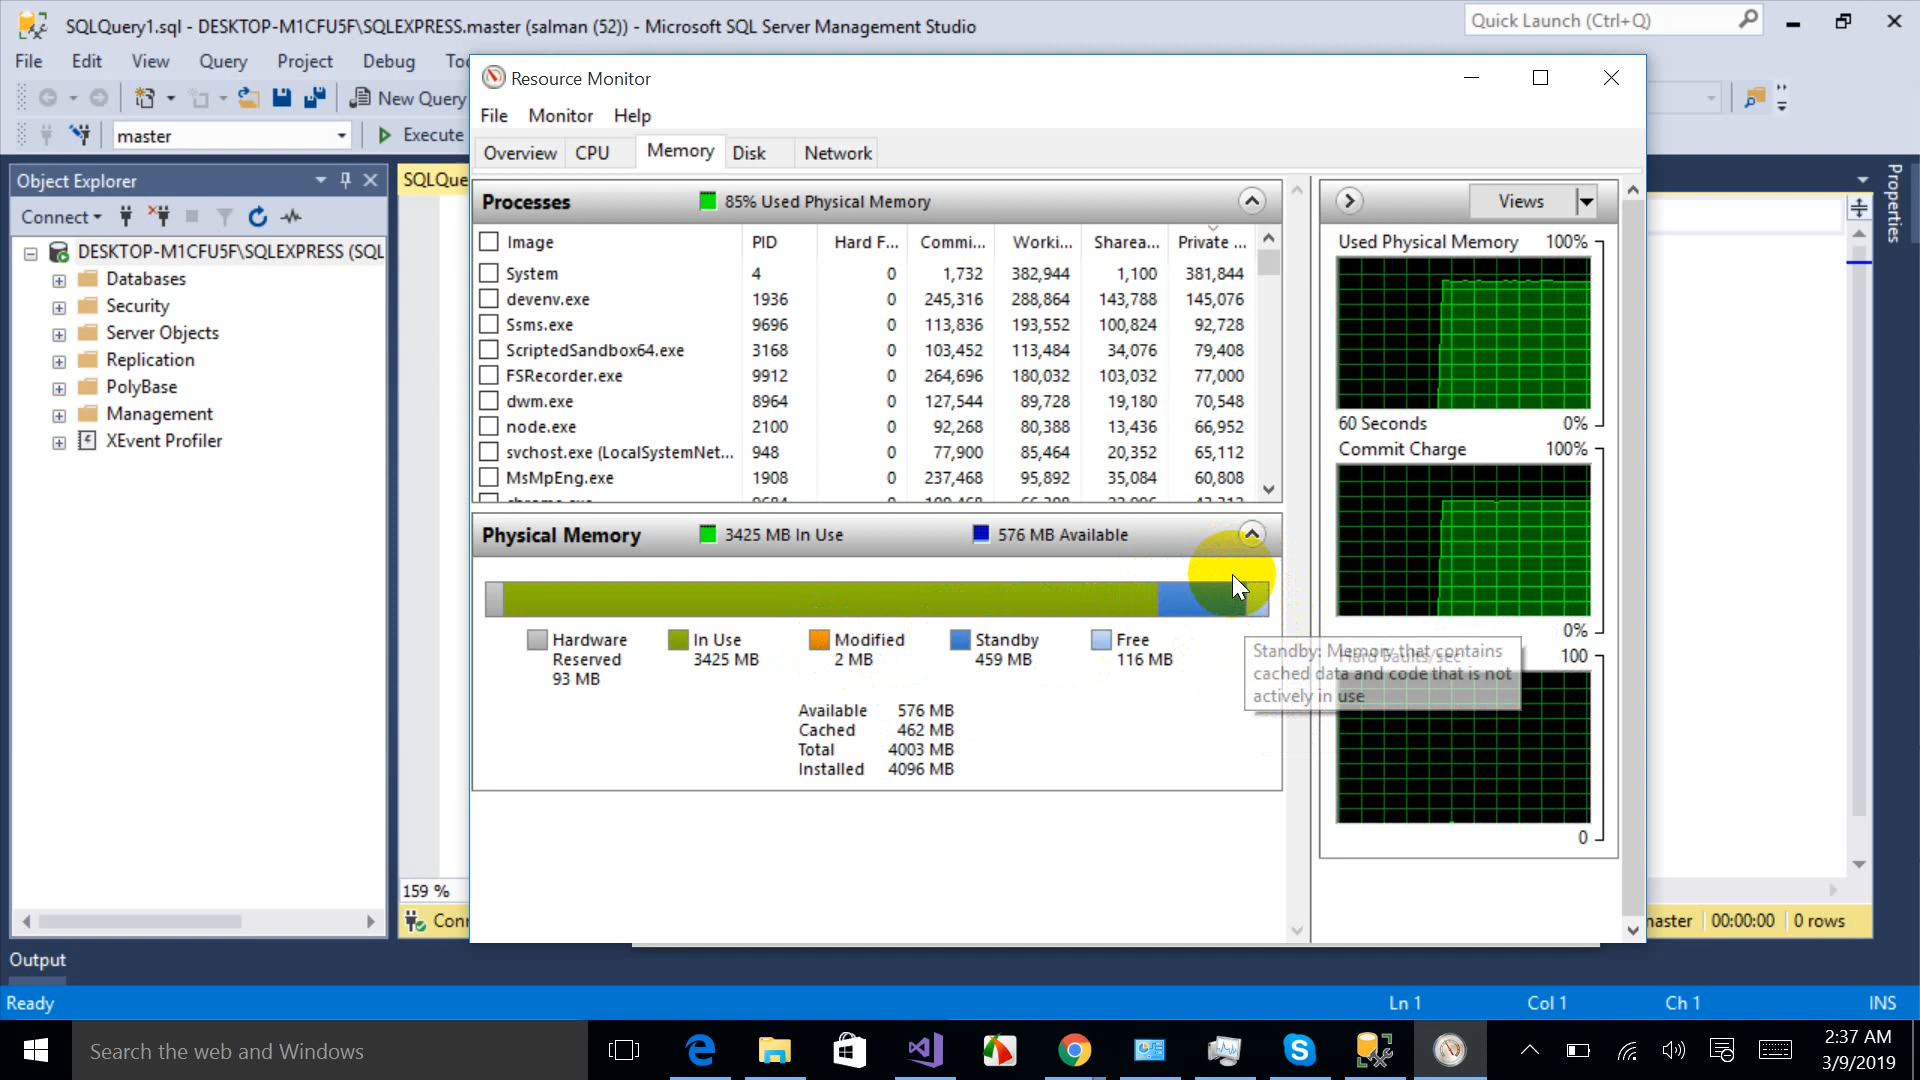 SQLQuery1.sql - DESKTOP-M1CFU5F\SQLEXPRESS.master (salman (52)) - Microsoft SQL Server Management Studio
Quick Launch (Ctrl+Q)
File Edit View Query Project Debug
New Query
master
Execute
Object Explorer
Connect
DESKTOP-M1CFU5F\SQLEXPRESS (SQL
Databases
Security
Server Objects
Replication
PolyBase
Management
XEvent Profiler
SQLQue
159 %
Resource Monitor
File Monitor Help
Overview CPU Memory Disk Network
Processes 85% Used Physical Memory
Image PID Hard F... Commi... Worki... Sharea... Private ...
System 4 0 1,732 382,944 1,100 381,844
devenv.exe 1936 0 245,316 288,864 143,788 145,076
Ssms.exe 9696 0 113,836 193,552 100,824 92,728
ScriptedSandbox64.exe 3168 0 103,452 113,484 34,076 79,408
FSRecorder.exe 9912 0 264,696 180,032 103,032 77,000
dwm.exe 8964 0 127,544 89,728 19,180 70,548
node.exe 2100 0 92,268 80,388 13,436 66,952
svchost.exe (LocalSystemNet... 948 0 77,900 85,464 20,352 65,112
MsMpEng.exe 1908 0 237,468 95,892 35,084 60,808
Physical Memory 3425 MB In Use 576 MB Available
Hardware Reserved 93 MB
In Use 3425 MB
Modified 2 MB
Standby 459 MB
Free 116 MB
Available 576 MB
Cached 462 MB
Total 4003 MB
Installed 4096 MB
Views
Used Physical Memory 100%
60 Seconds 0%
Commit Charge 100%
0%
Hard Faults/sec 100
0
Standby: Memory that contains
cached data and code that is not
actively in use
Properties
00:00:00 0 rows
Output
Ready Ln 1 Col 1 Ch 1 INS
Search the web and Windows
2:37 AM
3/9/2019